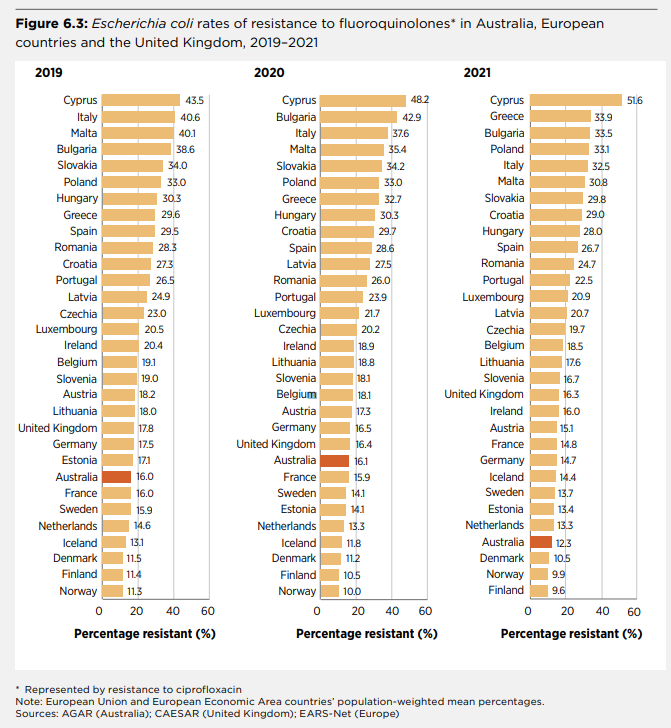 Figure 6.3: Escherichia coli rates of resistance to fluoroquinolones* in Australia, European
countries and the United Kingdom, 2019–2021
2019
Cyprus 43.5
Italy 40.6
Malta 40.1
Bulgaria 38.6
Slovakia 34.0
Poland 33.0
Hungary 30.3
Greece 29.6
Spain 29.5
Romania 28.3
Croatia 27.3
Portugal 26.5
Latvia 24.9
Czechia 23.0
Luxembourg 20.5
Ireland 20.4
Belgium 19.1
Slovenia 19.0
Austria 18.2
Lithuania 18.0
United Kingdom 17.8
Germany 17.5
Estonia 17.1
Australia 16.0
France 16.0
Sweden 15.9
Netherlands 14.6
Iceland 13.1
Denmark 11.5
Finland 11.4
Norway 11.3
0 20 40 60
Percentage resistant (%)
2020
Cyprus 48.2
Bulgaria 42.9
Italy 37.6
Malta 35.4
Slovakia 34.2
Poland 33.0
Greece 32.7
Hungary 30.3
Croatia 29.7
Spain 28.6
Latvia 27.5
Romania 26.0
Portugal 23.9
Luxembourg 21.7
Czechia 20.2
Ireland 18.9
Lithuania 18.8
Slovenia 18.1
Belgium 18.1
Austria 17.3
Germany 16.5
United Kingdom 16.4
Australia 16.1
France 15.9
Sweden 14.1
Estonia 14.1
Netherlands 13.3
Iceland 11.8
Denmark 11.2
Finland 10.5
Norway 10.0
0 20 40 60
Percentage resistant (%)
2021
Cyprus 51.6
Greece 33.9
Bulgaria 33.5
Poland 33.1
Italy 32.5
Malta 30.8
Slovakia 29.8
Croatia 29.0
Hungary 28.0
Spain 26.7
Romania 24.7
Portugal 22.5
Luxembourg 20.9
Latvia 20.7
Czechia 19.7
Belgium 18.5
Lithuania 17.6
Slovenia 16.7
United Kingdom 16.3
Ireland 16.0
Austria 15.1
France 14.8
Germany 14.7
Iceland 14.4
Sweden 13.7
Estonia 13.4
Netherlands 13.3
Australia 12.3
Denmark 10.5
Norway 9.9
Finland 9.6
0 20 40 60
Percentage resistant (%)
* Represented by resistance to ciprofloxacin
Note: European Union and European Economic Area countries' population-weighted mean percentages.
Sources: AGAR (Australia); CAESAR (United Kingdom); EARS-Net (Europe)